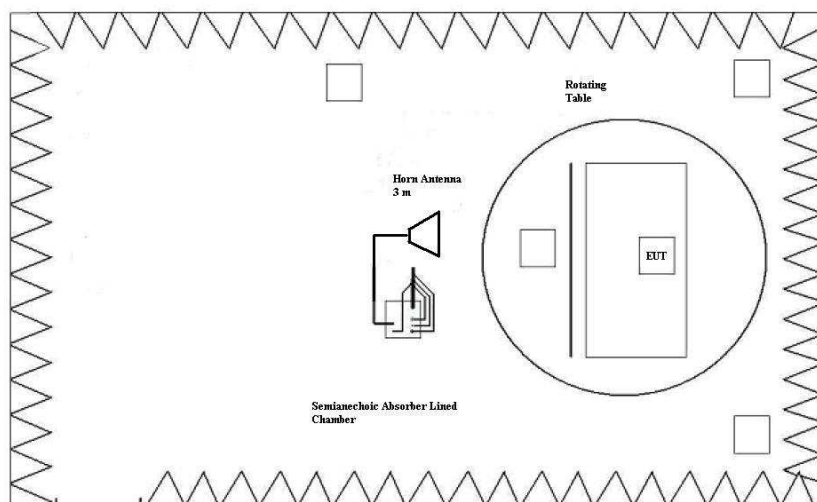 Rotating
Table
Horn Antenna
3 m
EUT
Semianechoic Absorber Lined
Chamber